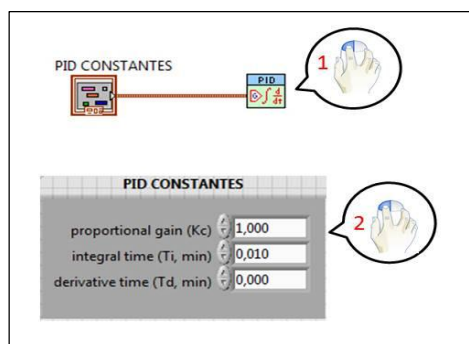 PID CONSTANTES
PID
1
PID CONSTANTES
proportional gain (Kc) 1,000
integral time (Ti, min) 0,010
derivative time (Td, min) 0,000
2